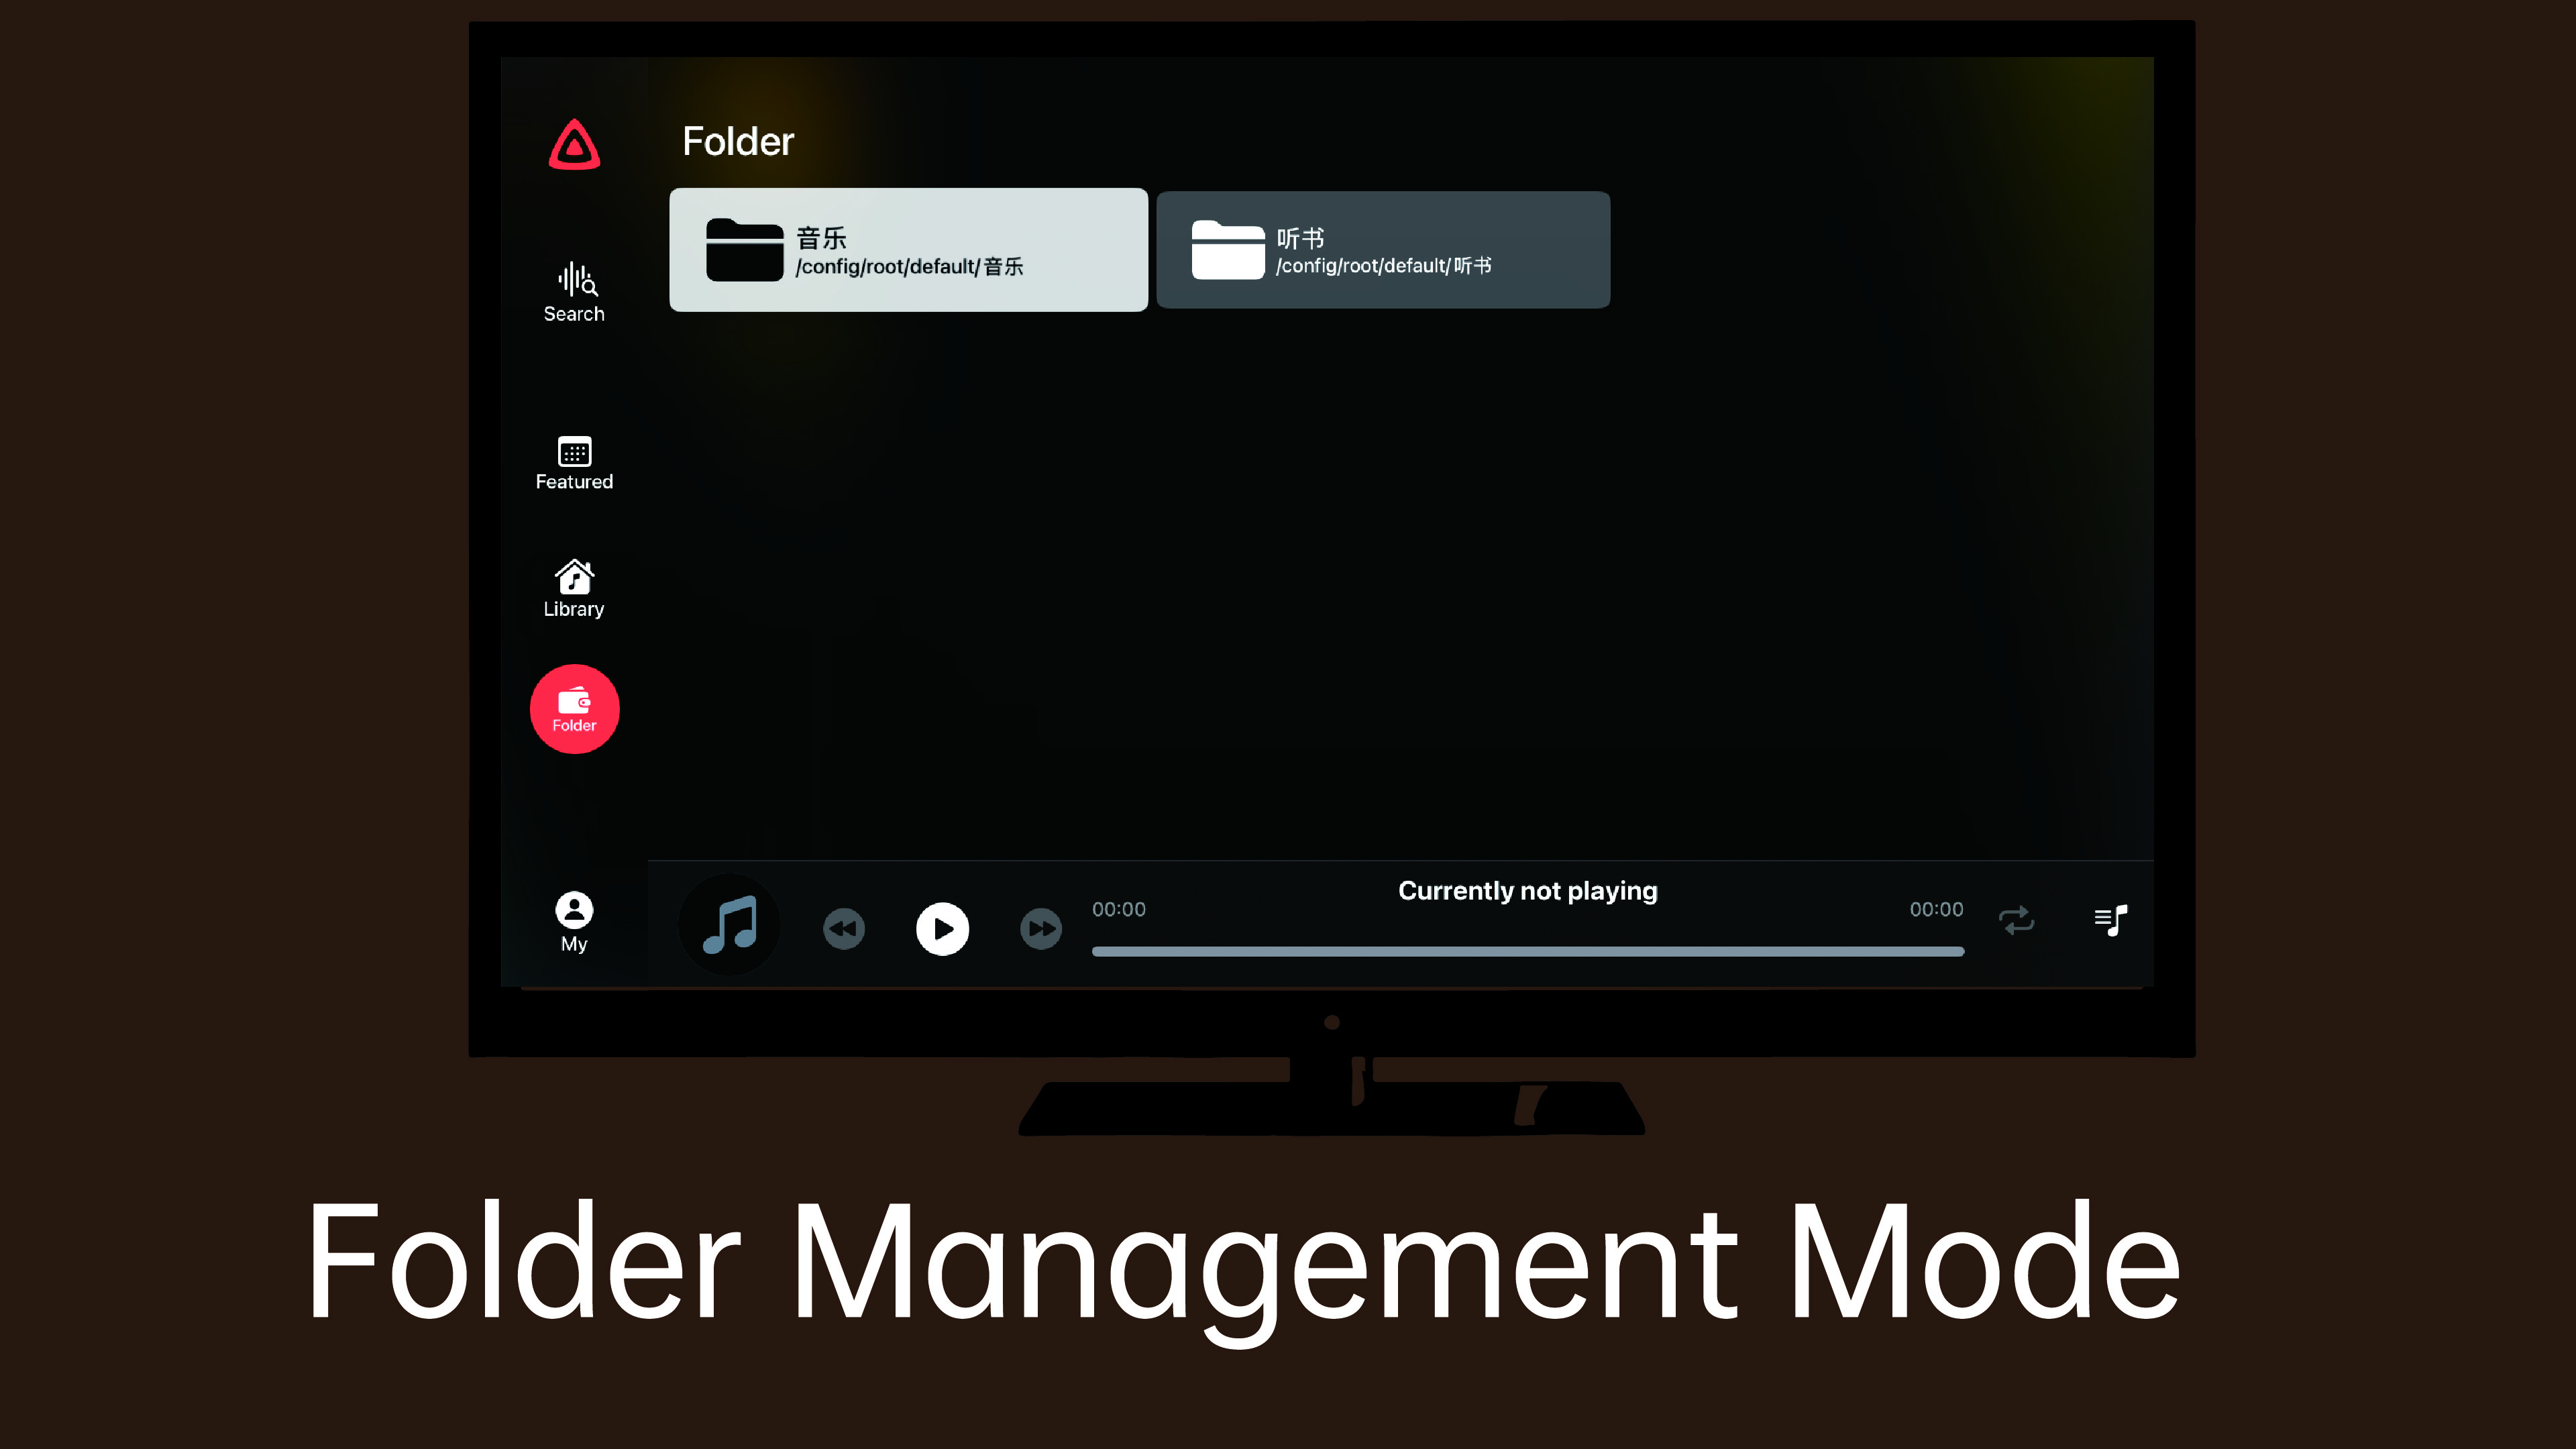 Folder
音乐
/config/root/default/音乐
听书
/config/root/default/听书
Search
Featured
Library
Folder
My
Currently not playing
00:00
00:00
Folder Management Mode